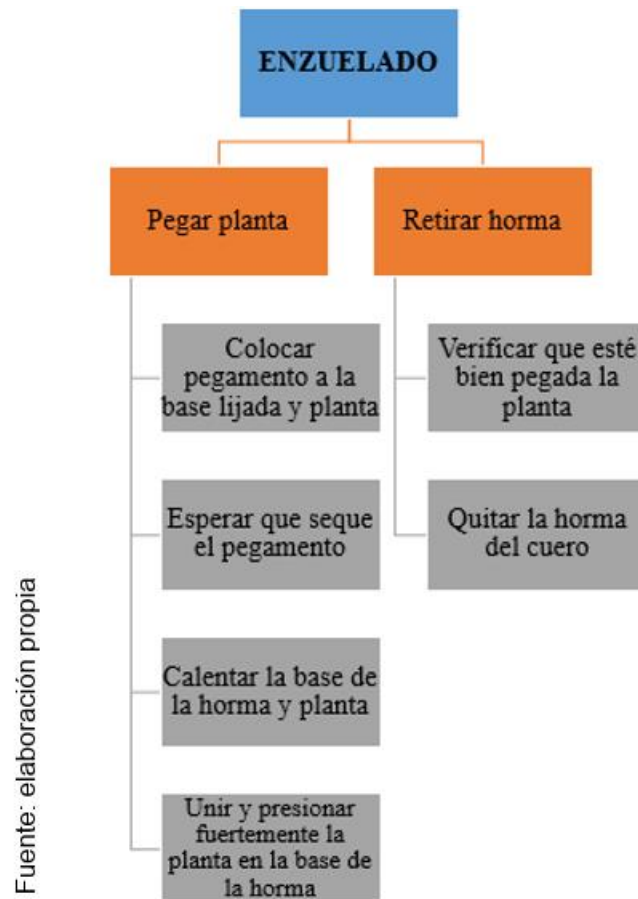 ENZUELADO
Pegar planta
Retirar horma
Colocar
pegamento a la
base lijada y planta
Esperar que seque
el pegamento
Calentar la base de
la horma y planta
Unir y presionar
fuertemente la
planta en la base de
la horma
Verificar que esté
bien pegada la
planta
Quitar la horma
del cuero
Fuente: elaboración propia